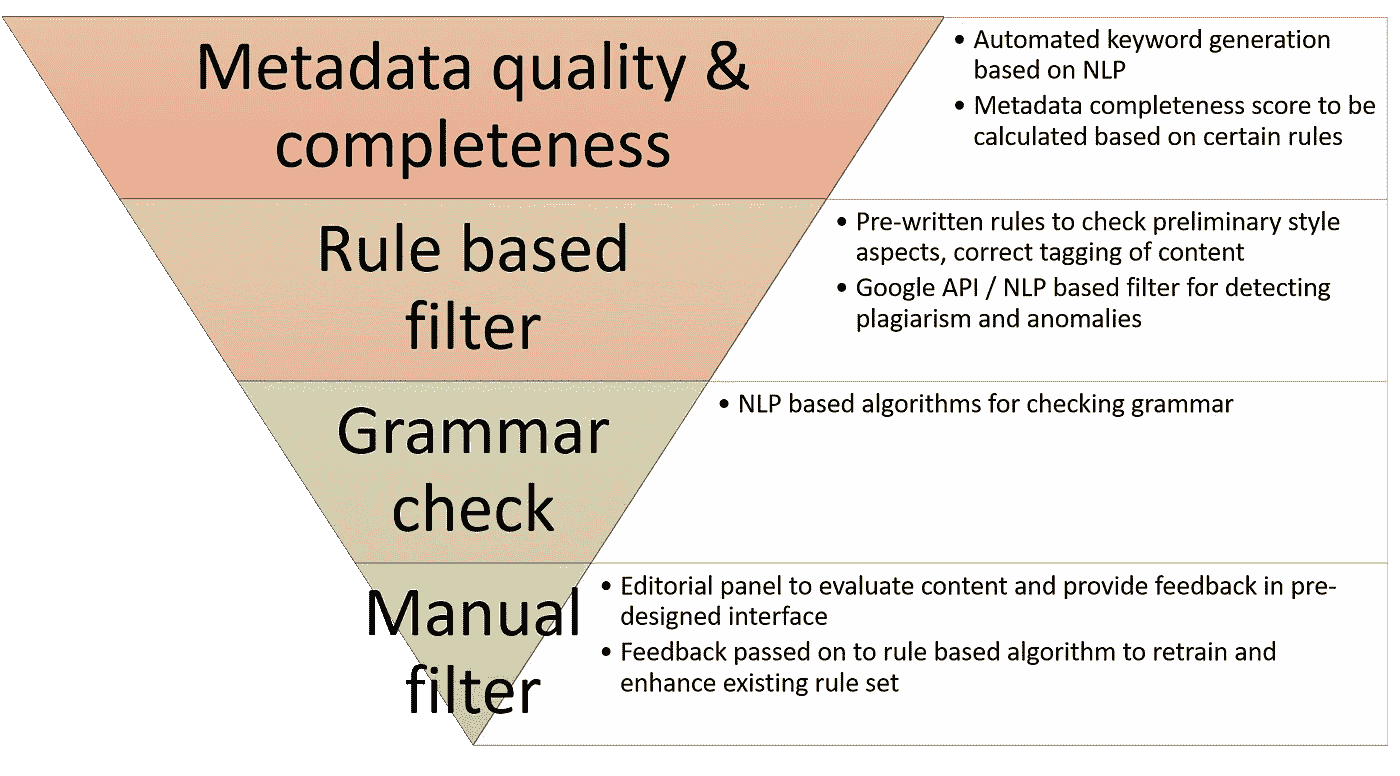 Metadata quality &
completeness
• Automated keyword generation
based on NLP
• Metadata completeness score to be
calculated based on certain rules
Rule based
filter
• Pre-written rules to check preliminary style
aspects, correct tagging of content
• Google API / NLP based filter for detecting
plagiarism and anomalies
Grammar
check
• NLP based algorithms for checking grammar
Manual
filter
• Editorial panel to evaluate content and provide feedback in pre-
designed interface
• Feedback passed on to rule based algorithm to retrain and
enhance existing rule set